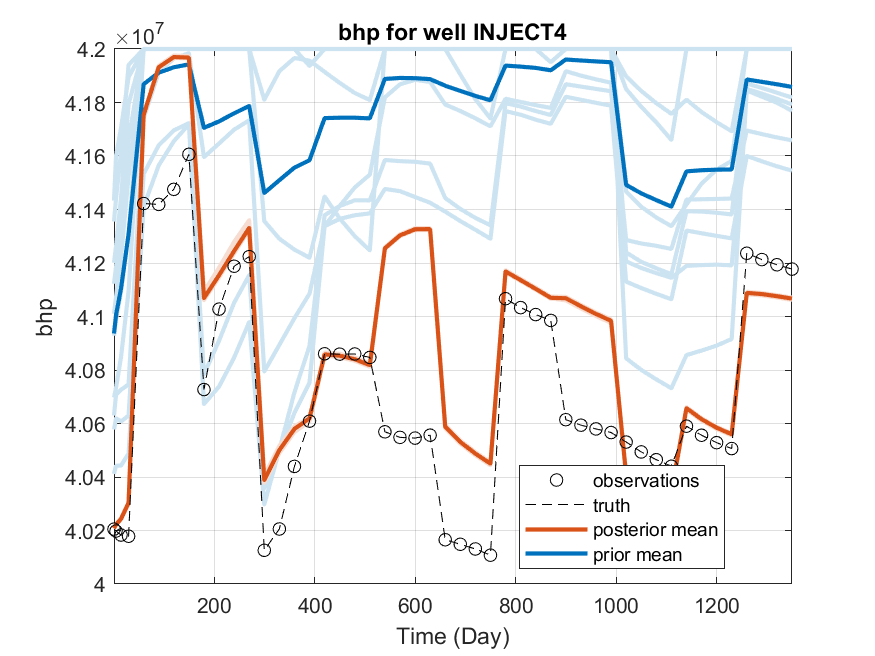 bhp for well INJECT4
×10⁷
4.2
4.18
4.16
4.14
4.12
4.1
4.08
4.06
4.04
4.02
4
bhp
200
400
600
800
1000
1200
Time (Day)
observations
truth
posterior mean
prior mean